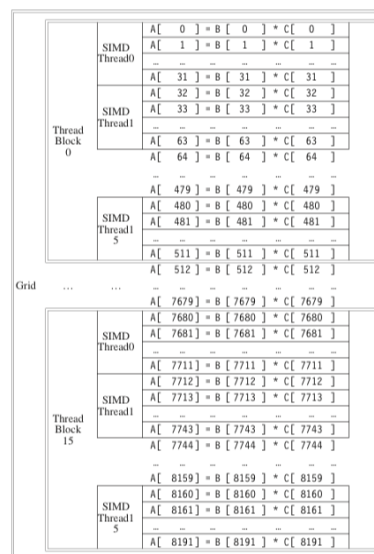 A[ 0 ] = B [ 0 ] * C[ 0 ]
SIMD
Thread0
A[ 1 ] = B [ 1 ] * C[ 1 ]
... ... ... ... ...
A[ 31 ] = B [ 31 ] * C[ 31 ]
SIMD
Thread1
A[ 32 ] = B [ 32 ] * C[ 32 ]
A[ 33 ] = B [ 33 ] * C[ 33 ]
Thread
Block
0
... ... ... ... ...
A[ 63 ] = B [ 63 ] * C[ 63 ]
A[ 64 ] = B [ 64 ] * C[ 64 ]
... ... ... ... ...
A[ 479 ] = B [ 479 ] * C[ 479 ]
SIMD
Thread1
5
A[ 480 ] = B [ 480 ] * C[ 480 ]
A[ 481 ] = B [ 481 ] * C[ 481 ]
... ... ... ... ...
A[ 511 ] = B [ 511 ] * C[ 511 ]
A[ 512 ] = B [ 512 ] * C[ 512 ]
Grid ... ... ... ... ... ... ...
A[ 7679 ] = B [ 7679 ] * C[ 7679 ]
SIMD
Thread0
A[ 7680 ] = B [ 7680 ] * C[ 7680 ]
A[ 7681 ] = B [ 7681 ] * C[ 7681 ]
... ... ... ... ...
A[ 7711 ] = B [ 7711 ] * C[ 7711 ]
SIMD
Thread1
A[ 7712 ] = B [ 7712 ] * C[ 7712 ]
A[ 7713 ] = B [ 7713 ] * C[ 7713 ]
Thread
Block
15
... ... ... ... ...
A[ 7743 ] = B [ 7743 ] * C[ 7743 ]
A[ 7744 ] = B [ 7744 ] * C[ 7744 ]
... ... ... ... ...
A[ 8159 ] = B [ 8159 ] * C[ 8159 ]
SIMD
Thread1
5
A[ 8160 ] = B [ 8160 ] * C[ 8160 ]
A[ 8161 ] = B [ 8161 ] * C[ 8161 ]
... ... ... ... ...
A[ 8191 ] = B [ 8191 ] * C[ 8191 ]